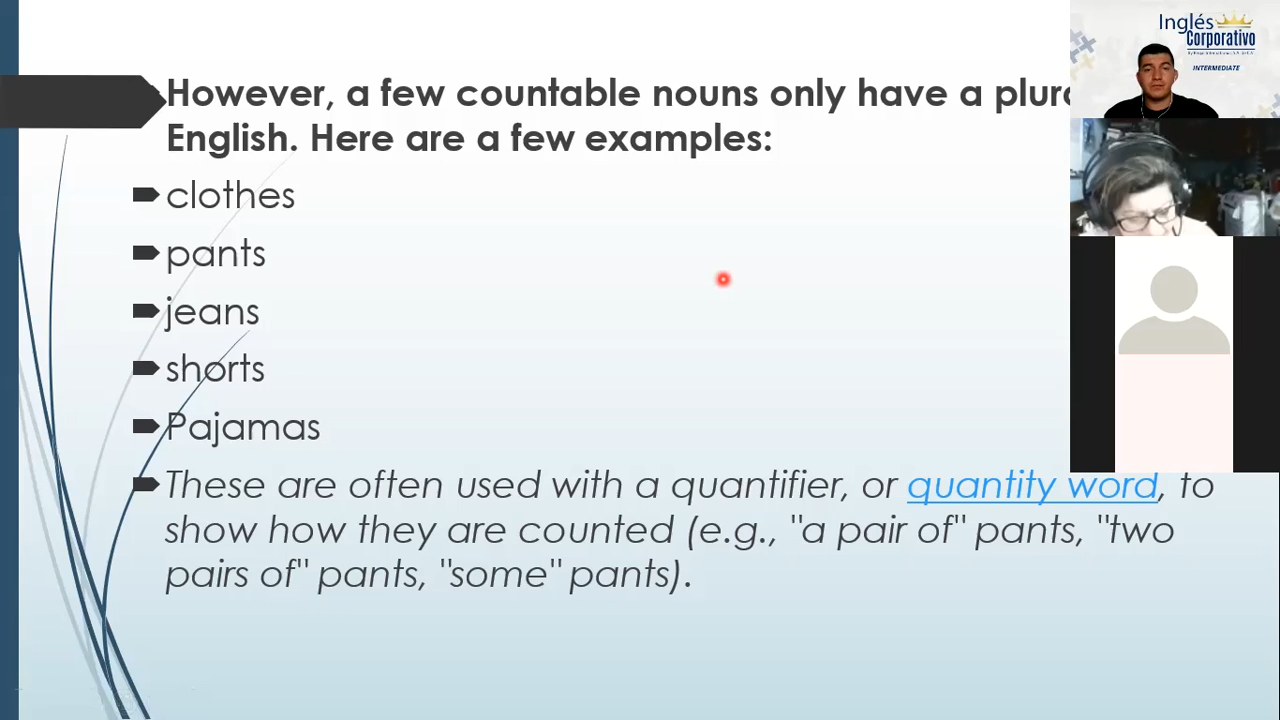 However, a few countable nouns only have a
English. Here are a few examples:
clothes
pants
jeans
shorts
Pajamas
These are often used with a quantifier, or quantity word, to
show how they are counted (e.g., "a pair of" pants, "two
pairs of" pants, "some" pants).
Inglés
Corporativo
INTERMEDIATE